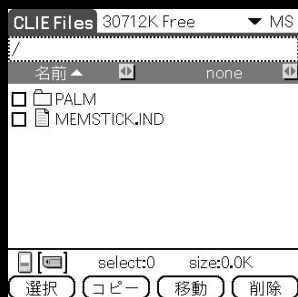 CLIE Files 30712K Free ▼ MS
/
名前▲ none
PALM
MEMSTICK.IND
select:0 size:0.0K
選択 コピー 移動 削除